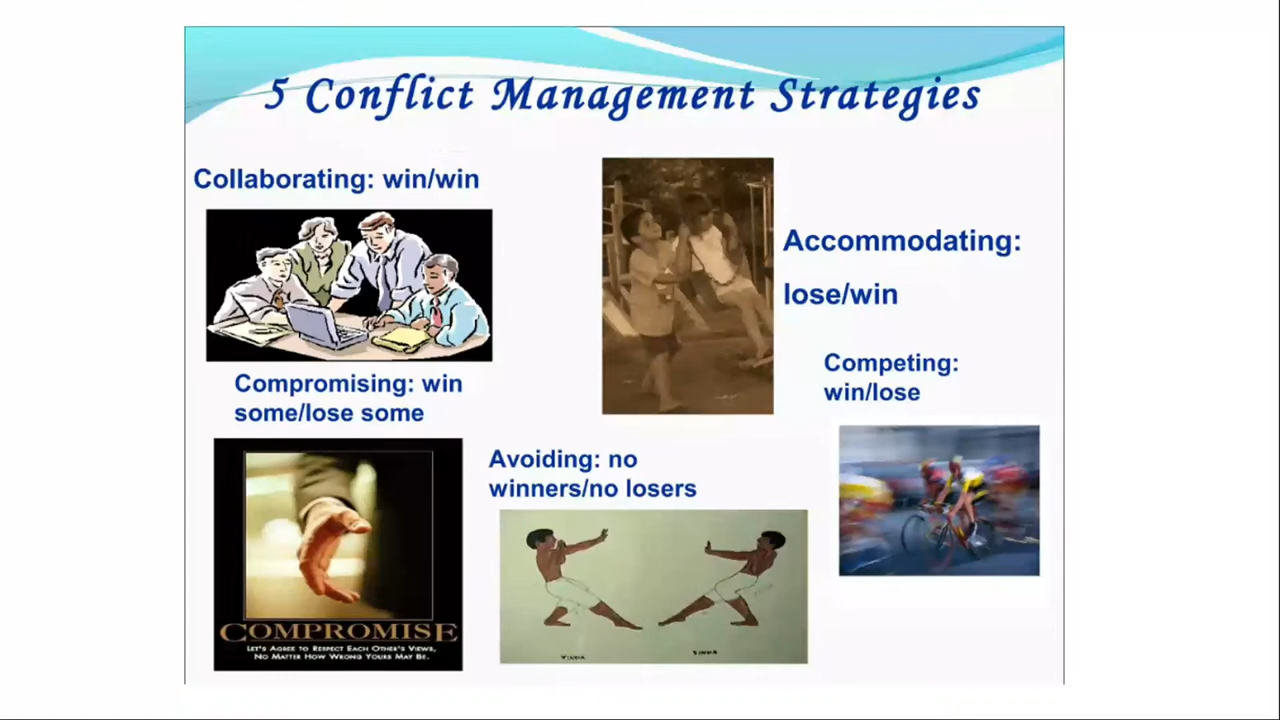 5 Conflict Management Strategies
Collaborating: win/win
Accommodating:
lose/win
Compromising: win
some/lose some
Competing:
win/lose
Avoiding: no
winners/no losers
COMPROMISE
LET'S AGREE TO RESPECT EACH OTHER'S VIEWS,
NO MATTER HOW WRONG YOURS MAY BE.